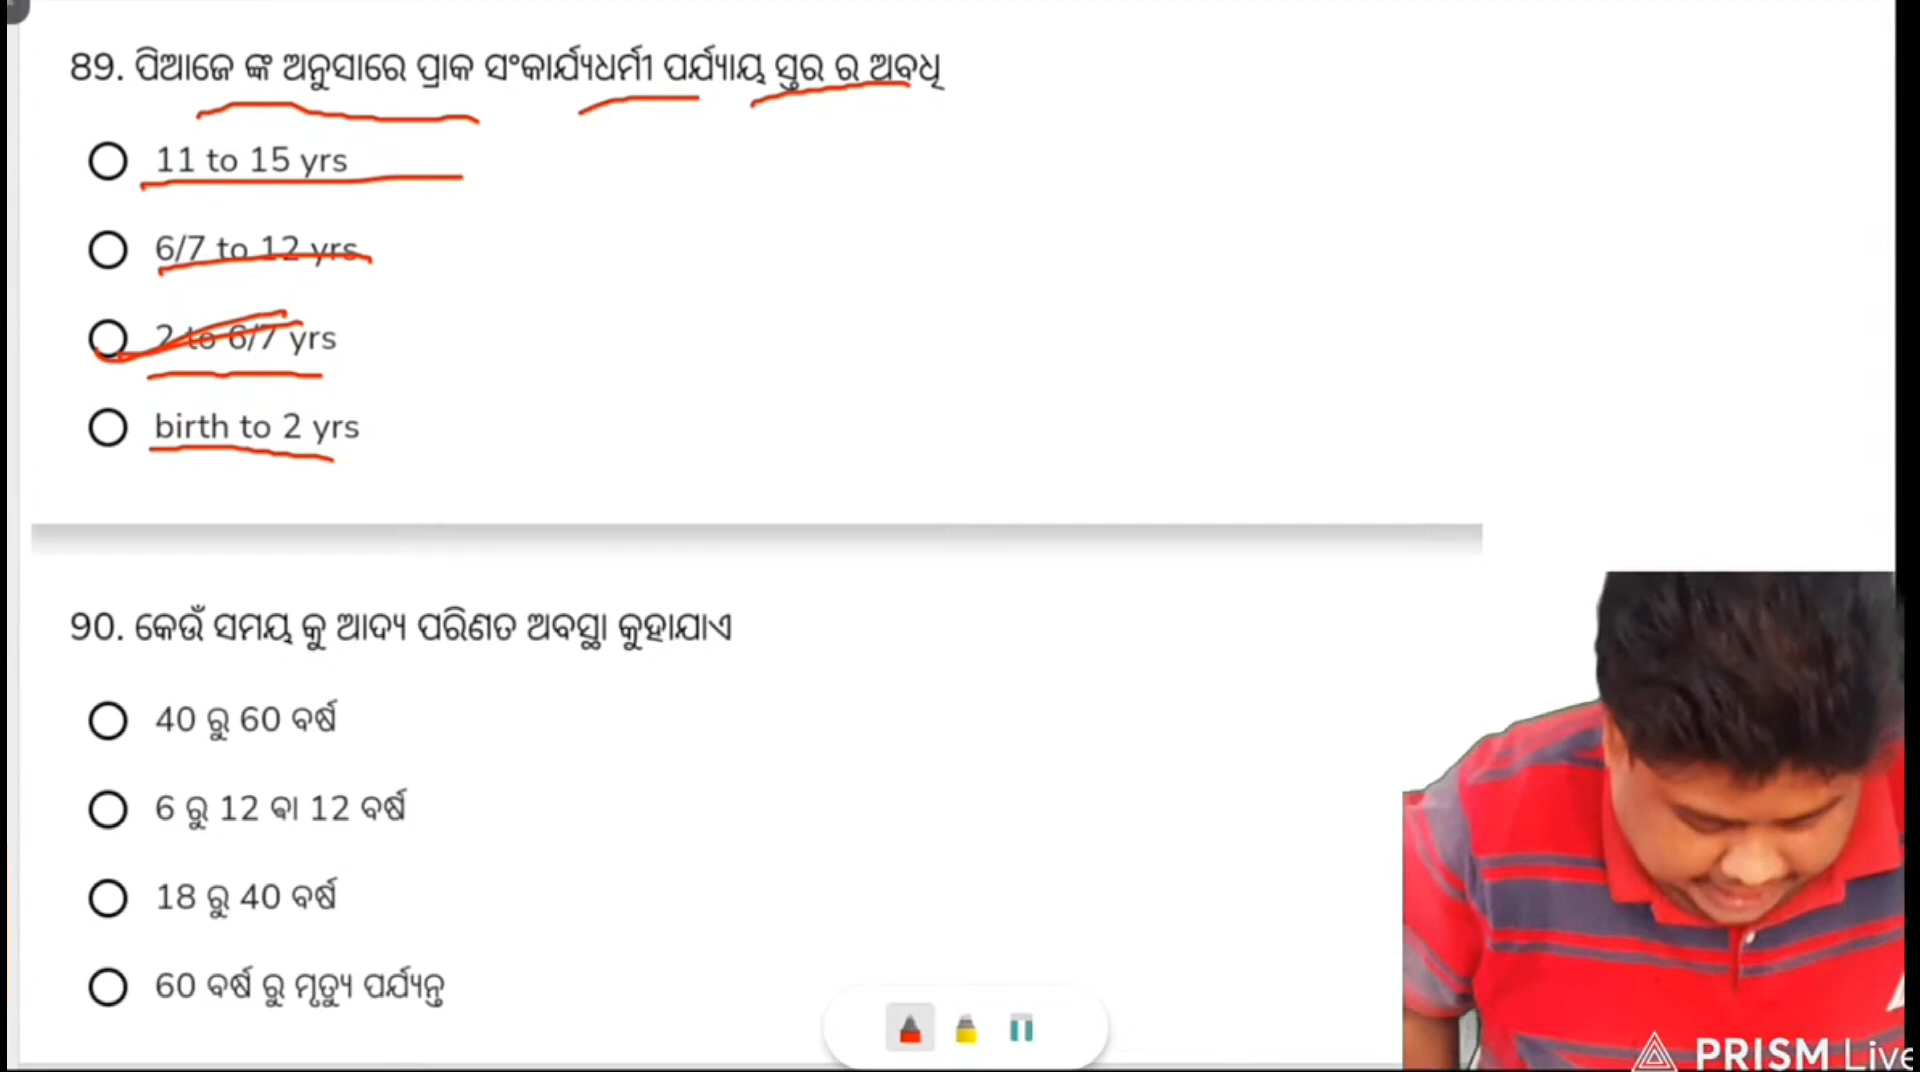 89. ପିଆଜେ ଙ୍କ ଅନୁସାରେ ପ୍ରାକ ସଂକାର୍ଯ୍ୟଧର୍ମୀ ପର୍ଯ୍ୟାୟ ସ୍ତର ର ଅବଧି
11 to 15 yrs
6/7 to 12 yrs
2 to 6/7 yrs
birth to 2 yrs
90. କେଉଁ ସମୟ କୁ ଆଦ୍ୟ ପରିଣତ ଅବସ୍ଥା କୁହାଯାଏ
40 ରୁ 60 ବର୍ଷ
6 ରୁ 12 ଵା 12 ବର୍ଷ
18 ରୁ 40 ବର୍ଷ
60 ବର୍ଷ ରୁ ମୃତ୍ୟୁ ପର୍ଯ୍ୟନ୍ତ
PRISM Live